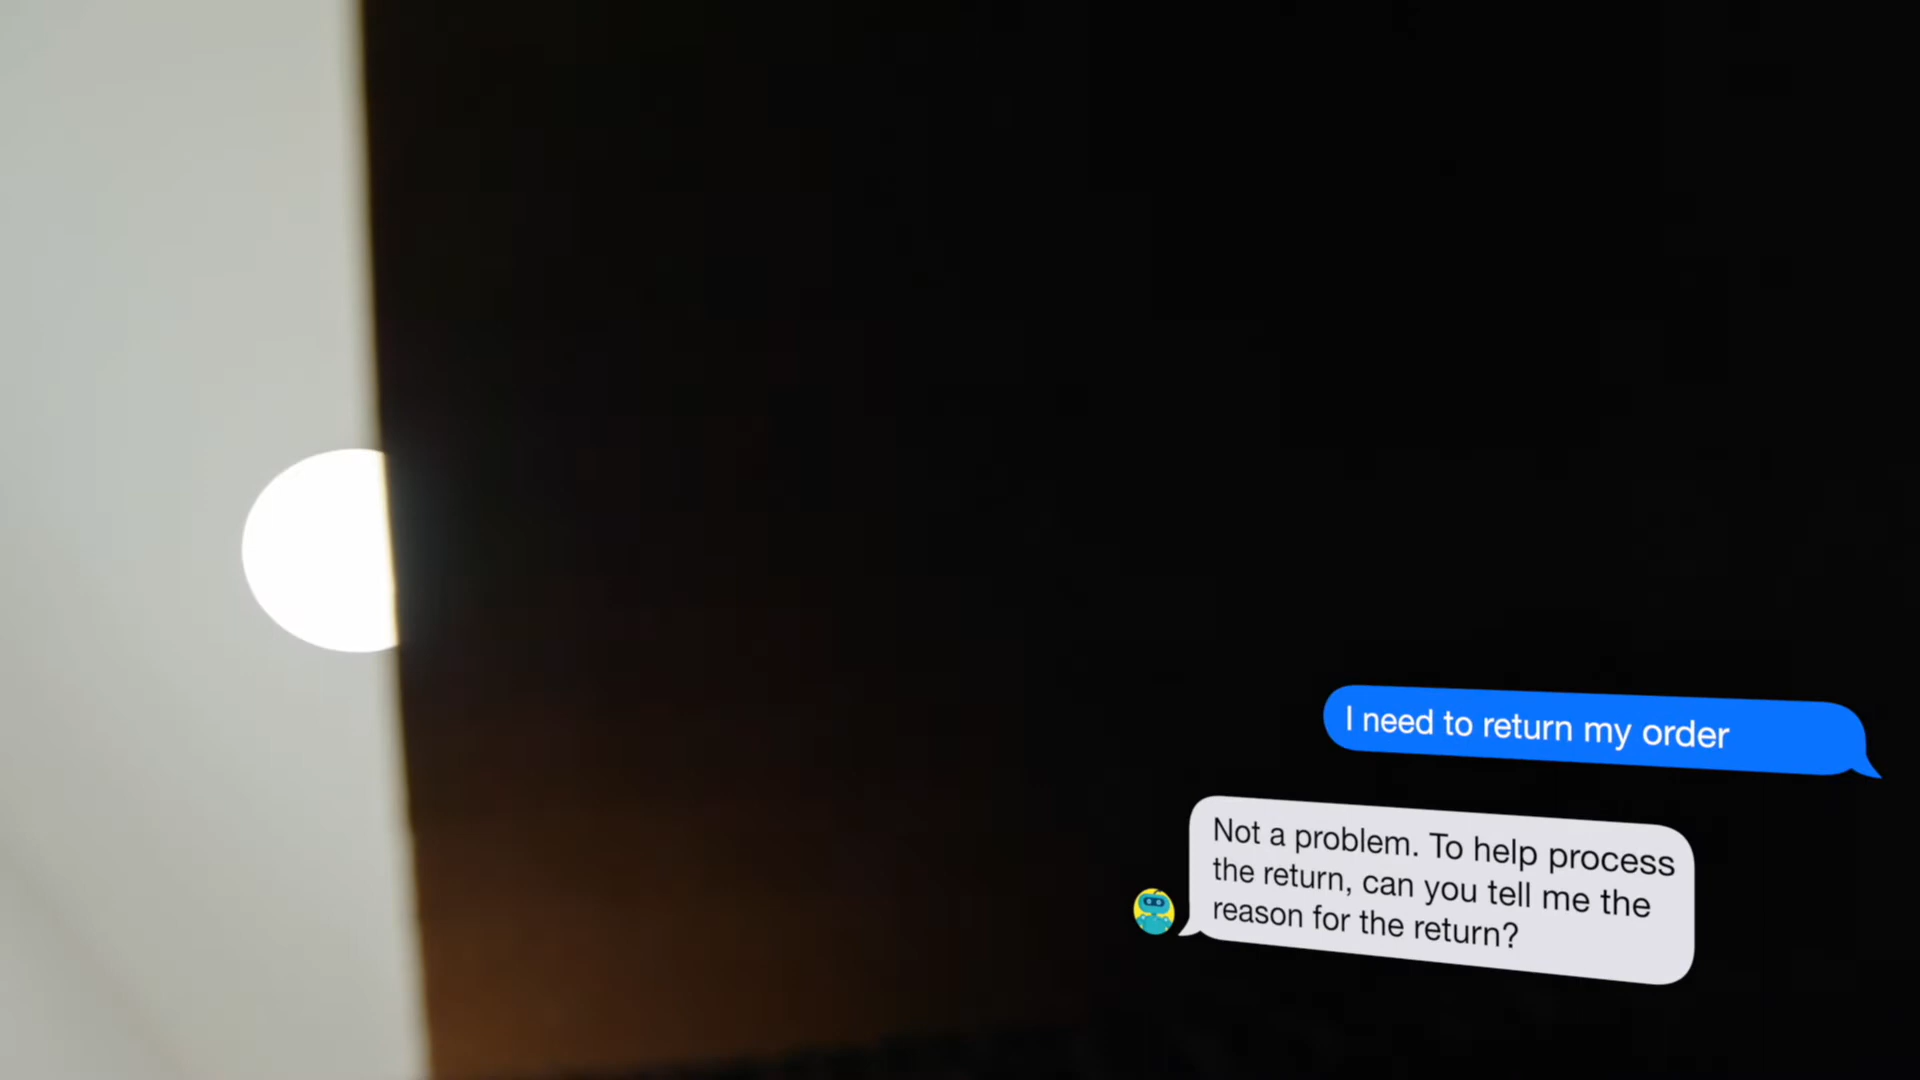 I need to return my order
Not a problem. To help process
the return, can you tell me the
reason for the return?